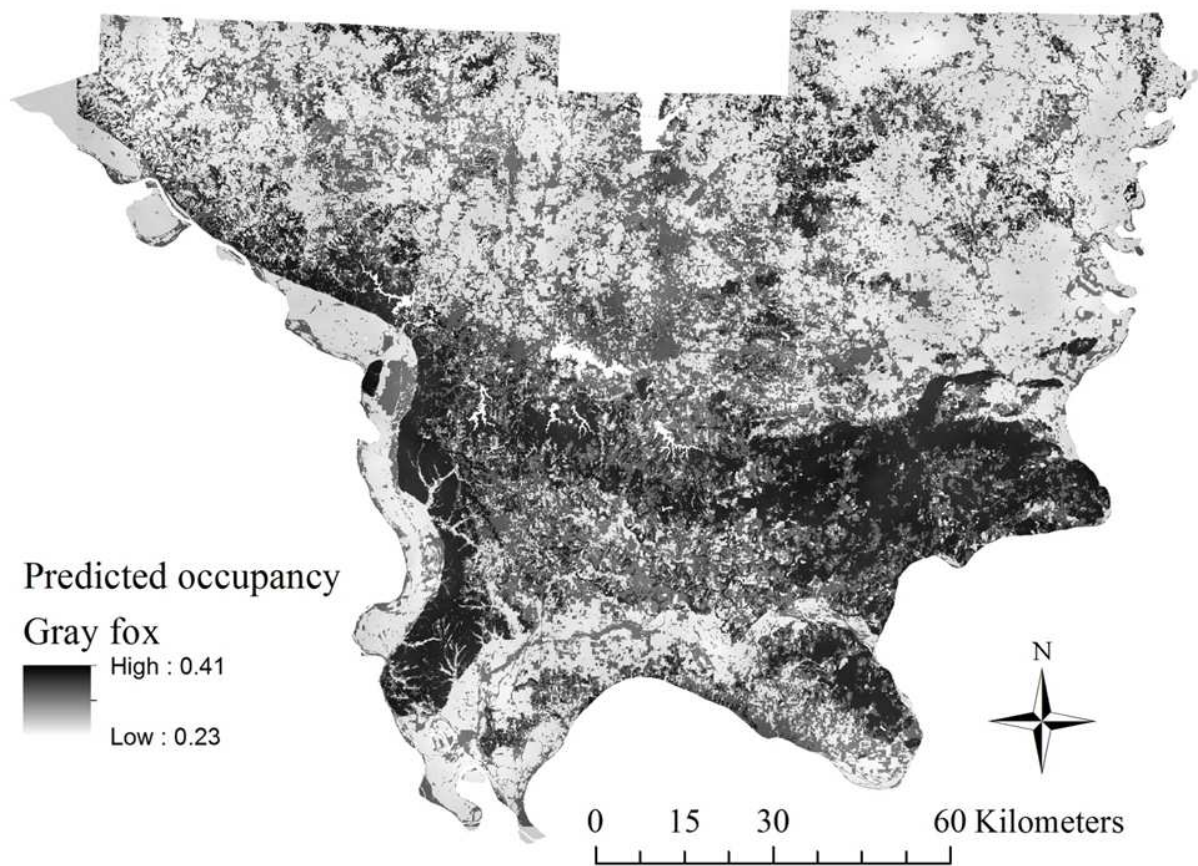 Predicted occupancy
Gray fox
High : 0.41
Low : 0.23
N
0 15 30 60 Kilometers